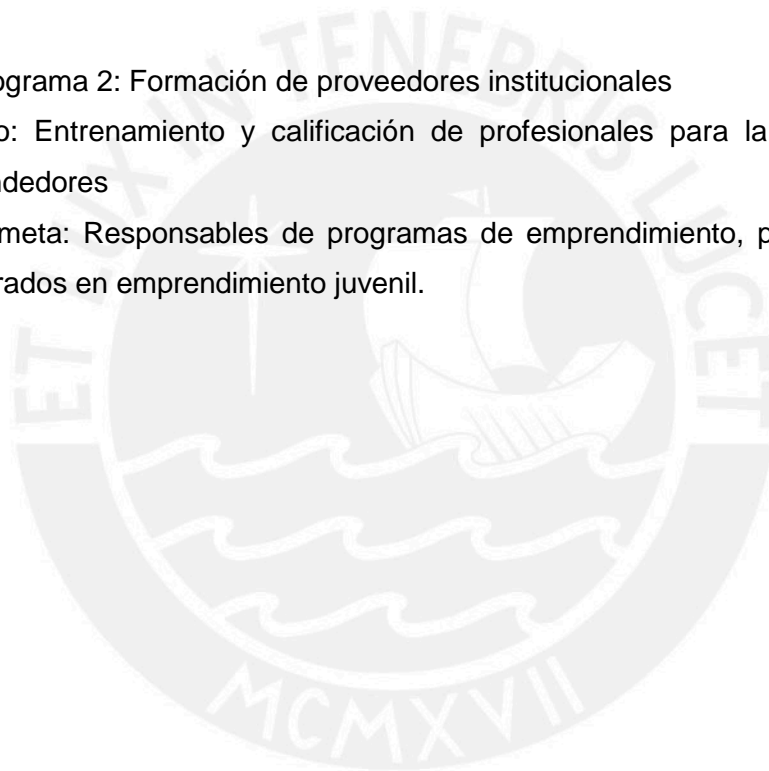 ograma 2: Formación de proveedores institucionales
o: Entrenamiento y calificación de profesionales para la
ndedores
meta: Responsables de programas de emprendimiento, p
rados en emprendimiento juvenil.
ET LUX IN TENEBRIS LUCET
MCMXVII